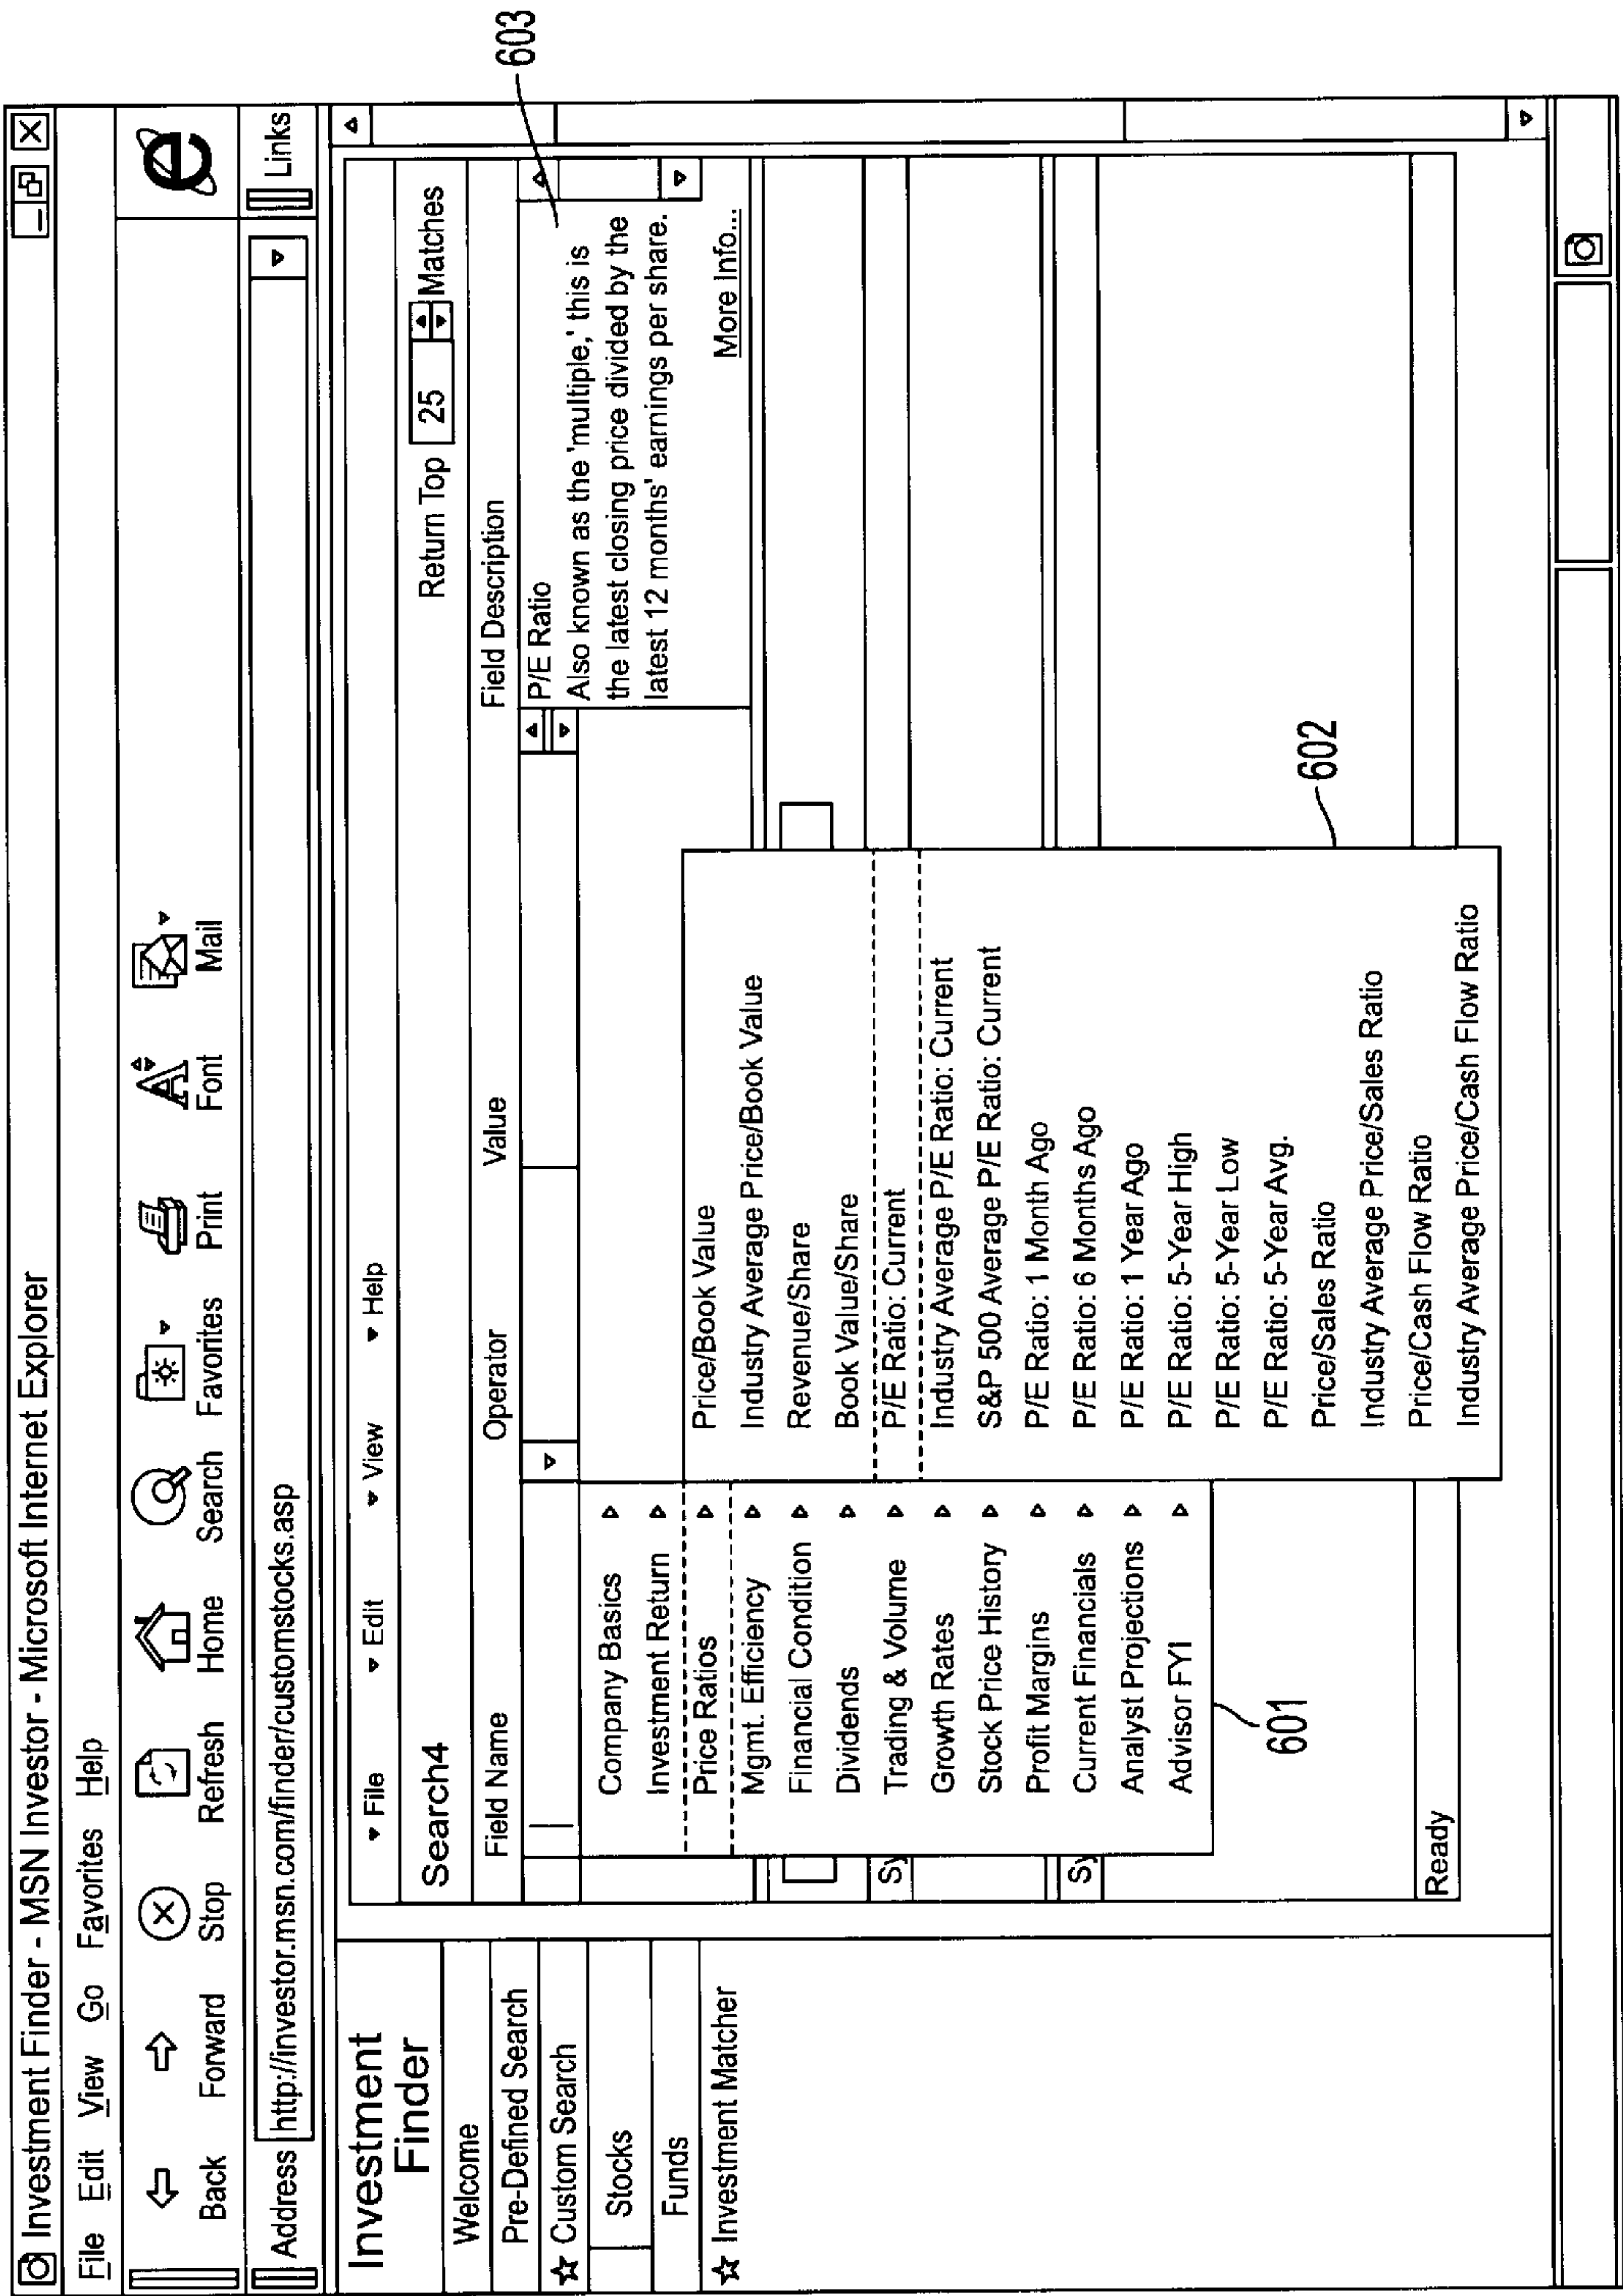 Investment Finder - MSN Investor - Microsoft Internet Explorer
File Edit View Go Favorites Help
Back Forward Stop Refresh Home Search Favorites Print Font Mail
Address http://investor.msn.com/finder/customstocks.asp Links
Investment
Finder
Welcome
Pre-Defined Search
Custom Search
Stocks
Funds
Investment Matcher
File Edit View Help
Search4 Return Top 25 Matches
Field Name Operator Value Field Description
P/E Ratio
Also known as the 'multiple,' this is
the latest closing price divided by the
latest 12 months' earnings per share.
More Info...
603
Company Basics
Investment Return
Price Ratios
Mgmt. Efficiency
Financial Condition
Dividends
Trading & Volume
Growth Rates
Stock Price History
Profit Margins
Current Financials
Analyst Projections
Advisor FYI
601
Price/Book Value
Industry Average Price/Book Value
Revenue/Share
Book Value/Share
P/E Ratio: Current
Industry Average P/E Ratio: Current
S&P 500 Average P/E Ratio: Current
P/E Ratio: 1 Month Ago
P/E Ratio: 6 Months Ago
P/E Ratio: 1 Year Ago
P/E Ratio: 5-Year High
P/E Ratio: 5-Year Low
P/E Ratio: 5-Year Avg.
Price/Sales Ratio
Industry Average Price/Sales Ratio
Price/Cash Flow Ratio
Industry Average Price/Cash Flow Ratio
602
Sy
Sy
Ready